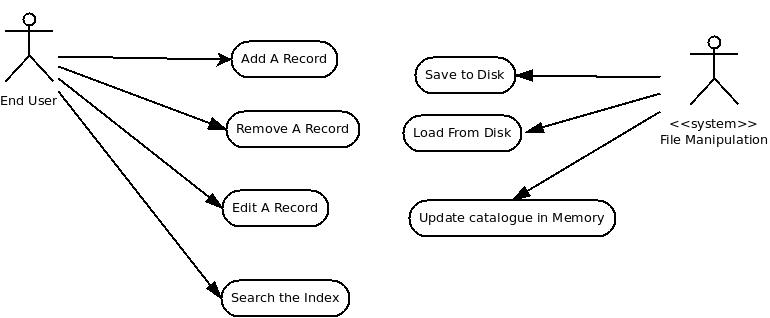 End User
Add A Record
Remove A Record
Edit A Record
Search the Index
Save to Disk
Load From Disk
Update catalogue in Memory
<<system>>
File Manipulation